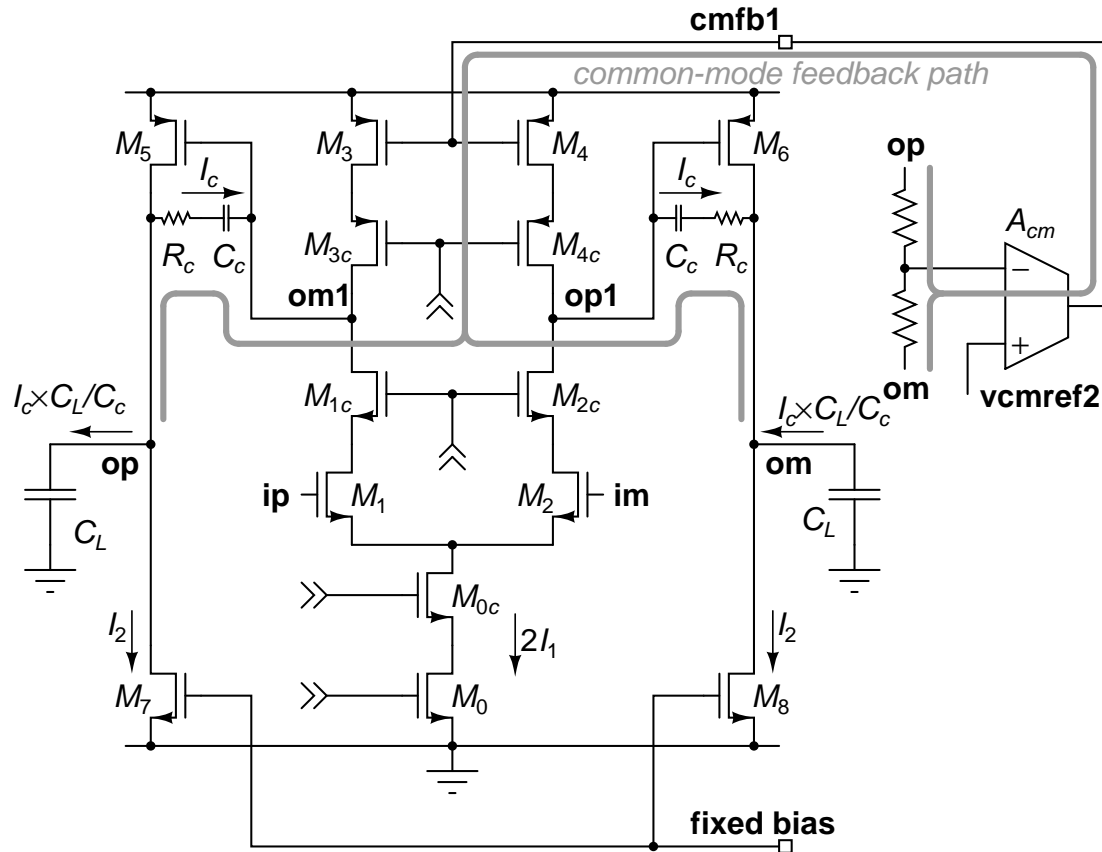 cmfb1
common-mode feedback path
M5
M3
M4
M6
op
Ic
Ic
Acm
Rc
Cc
M3c
M4c
Cc
Rc
−
om1
op1
+
om
vcmref2
M1c
M2c
Ic×CL/Cc
Ic×CL/Cc
op
om
ip
M1
M2
im
CL
CL
M0c
I2
2I1
I2
M7
M0
M8
fixed bias